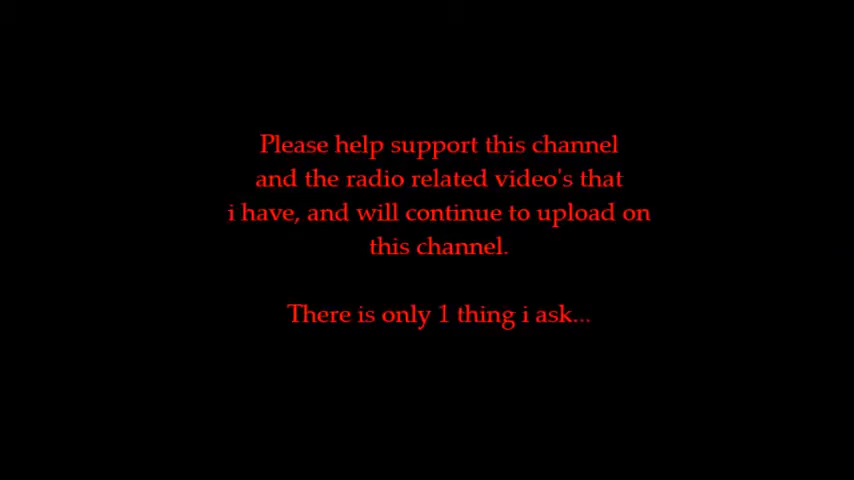 Please help support this channel
and the radio related video's that
i have, and will continue to upload on
this channel.
There is only 1 thing i ask...